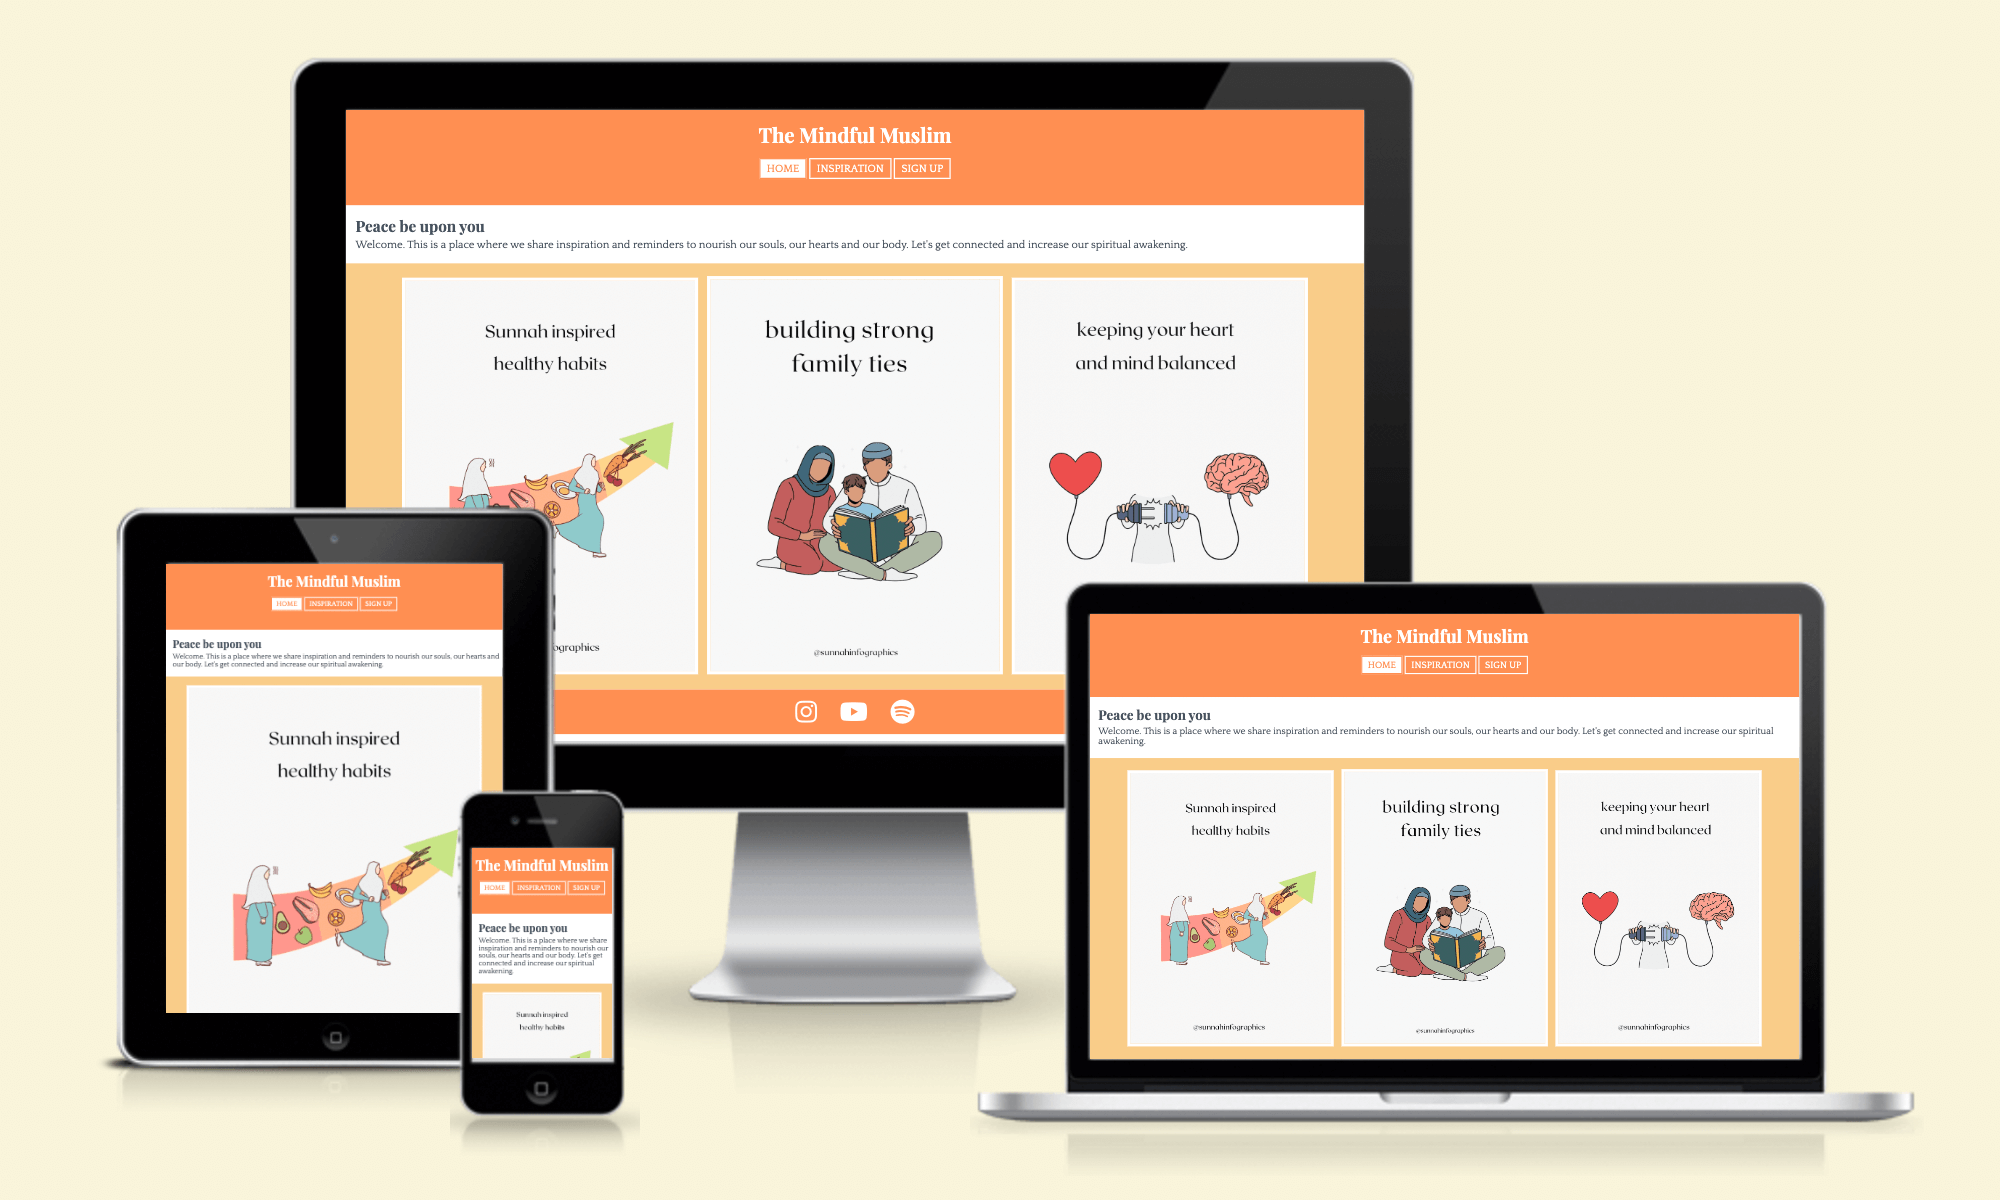 The Mindful Muslim
HOME INSPIRATION SIGN UP
Peace be upon you
Welcome. This is a place where we share inspiration and reminders to nourish our souls, our hearts and our body. Let's get connected and increase our spiritual awakening.
Sunnah inspired
healthy habits
ographics
building strong
family ties
@sunnahinfographics
keeping your heart
and mind balanced
The Mindful Muslim
HOME INSPIRATION SIGN UP
Peace be upon you
Welcome. This is a place where we share inspiration and reminders to nourish our souls, our hearts and
our body. Let's get connected and increase our spiritual awakening.
Sunnah inspired
healthy habits
The Mindful Muslim
HOME INSPIRATION SIGN UP
Peace be upon you
Welcome. This is a place where we share
inspiration and reminders to nourish our
souls, our hearts and our body. Let's get
connected and increase our spiritual
awakening.
Sunnah inspired
healthy habits
The Mindful Muslim
HOME INSPIRATION SIGN UP
Peace be upon you
Welcome. This is a place where we share inspiration and reminders to nourish our souls, our hearts and our body. Let's get connected and increase our spiritual
awakening.
Sunnah inspired
healthy habits
@sunnahinfographics
building strong
family ties
@sunnahinfographics
keeping your heart
and mind balanced
@sunnahinfographics